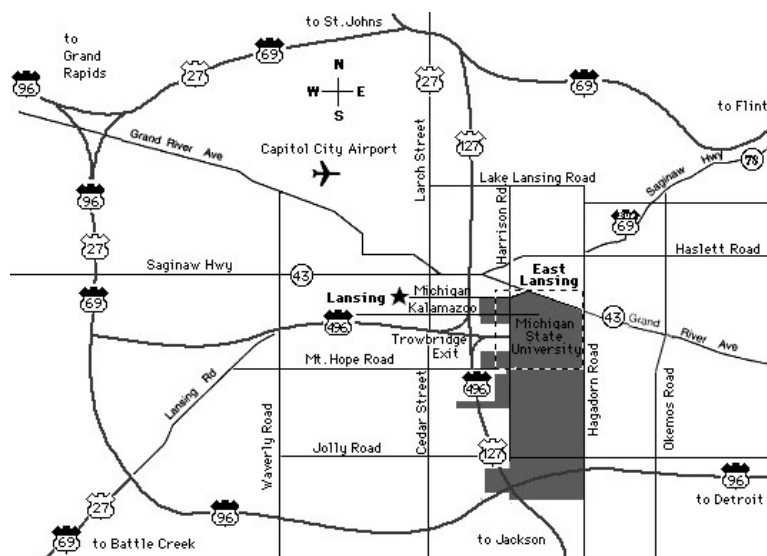 to St. Johns
to
Grand
Rapids
69
27
96
N
W E
S
27
69
to Flint
Grand River Ave
Capitol City Airport
Larch Street
127
78
Saginaw Hwy
Lake Lansing Road
96
Harrison Rd
69
27
Haslett Road
Saginaw Hwy
43
East
Lansing
69
Lansing
Michigan
Kalamazoo
43
Grand
River Ave
496
Michigan
State
University
Trowbridge
Exit
Mt. Hope Road
Lansing Rd
496
Hagadorn Road
Okemos Road
Waverly Road
Cedar Street
Jolly Road
127
96
27
96
to Detroit
69
to Battle Creek
to Jackson